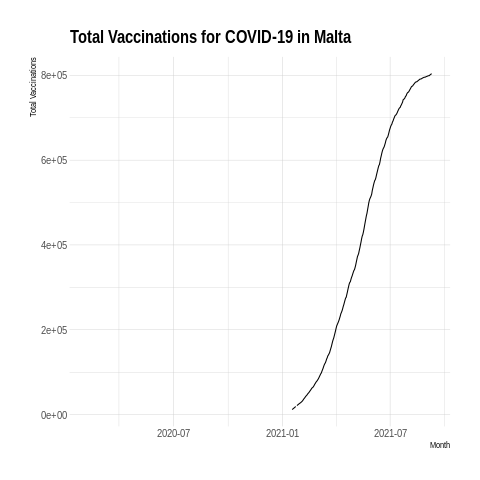 Total Vaccinations for COVID-19 in Malta
Total Vaccinations
8e+05
6e+05
4e+05
2e+05
0e+00
2020-07
2021-01
2021-07
Month